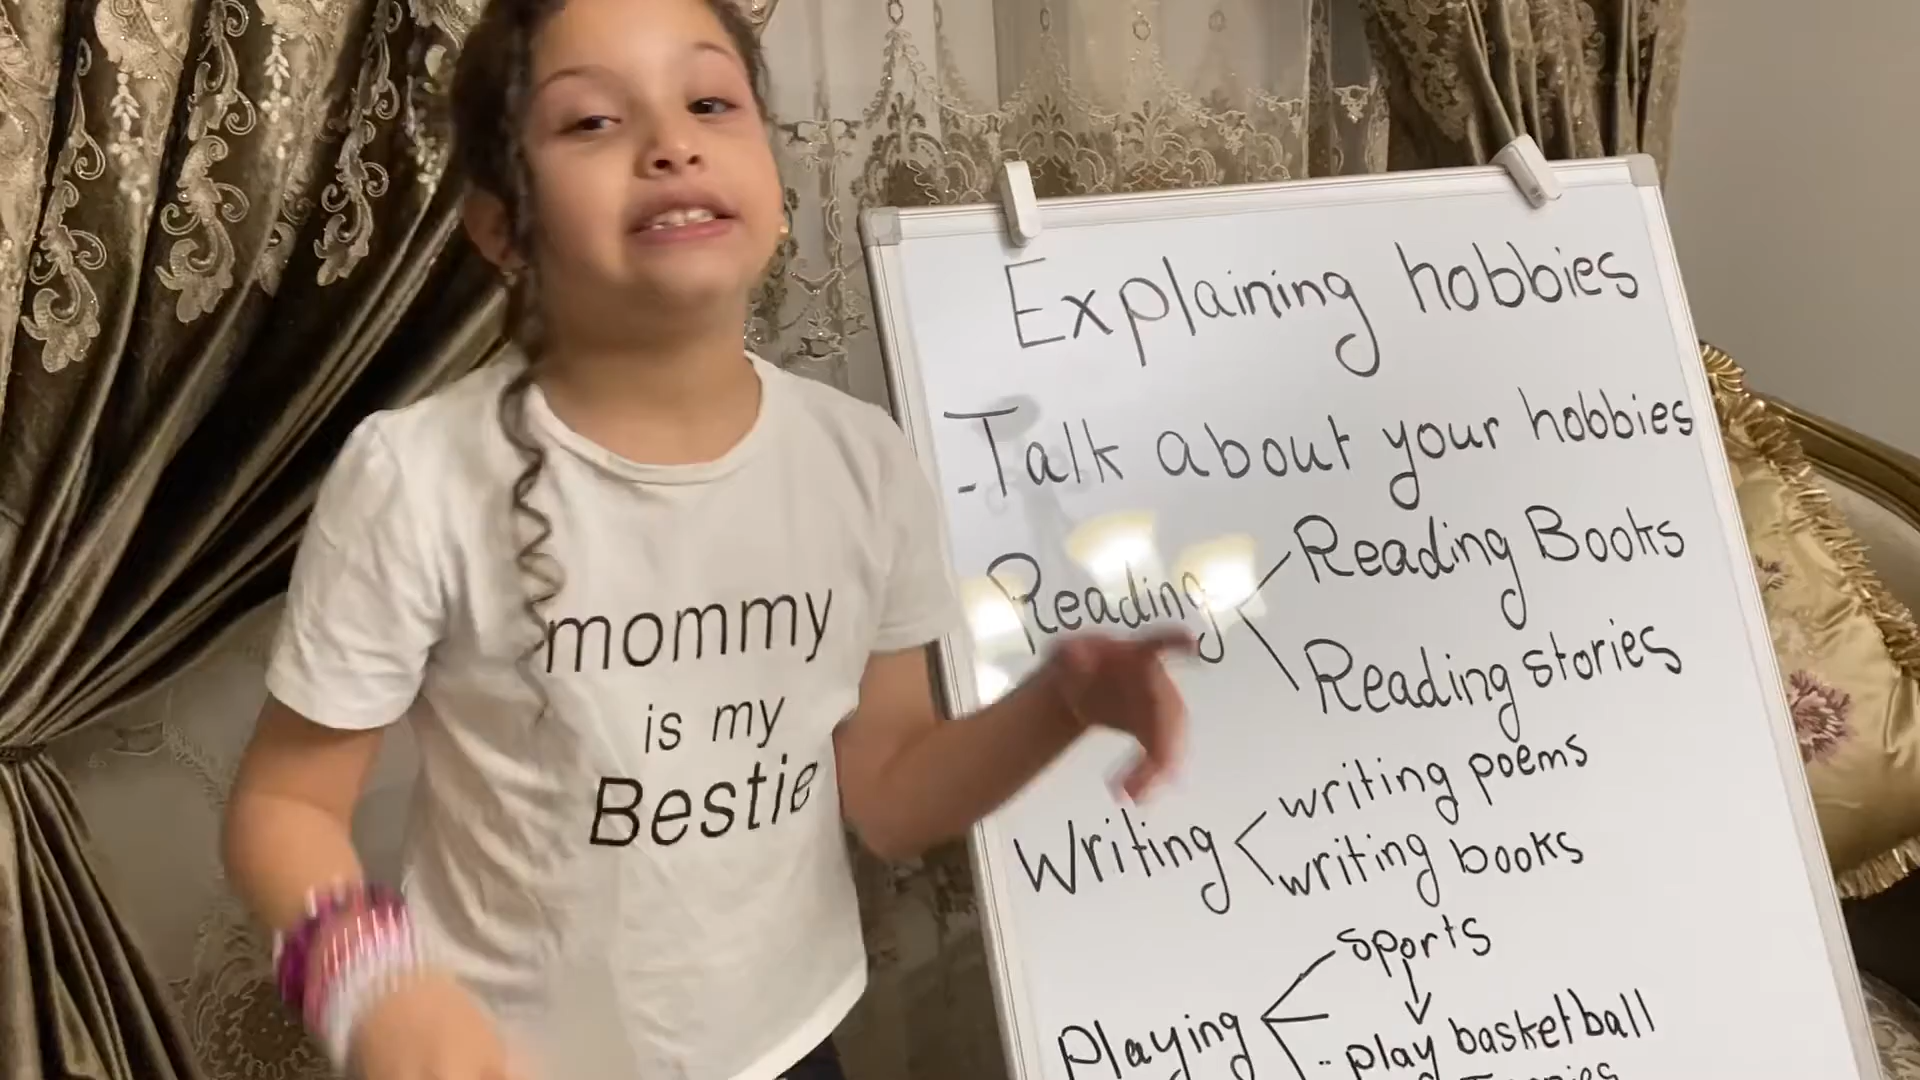 mommy
is my
Bestie
Explaining hobbies
-Talk about your hobbies
Reading
Reading Books
Reading stories
Writing
writing poems
writing books
Playing
sports
play basketball